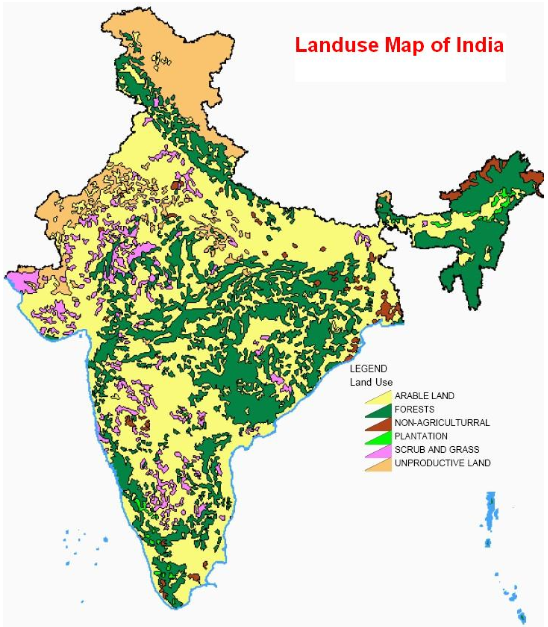 Landuse Map of India
LEGEND
Land Use
ARABLE LAND
FORESTS
NON-AGRICULTURRAL
PLANTATION
SCRUB AND GRASS
UNPRODUCTIVE LAND